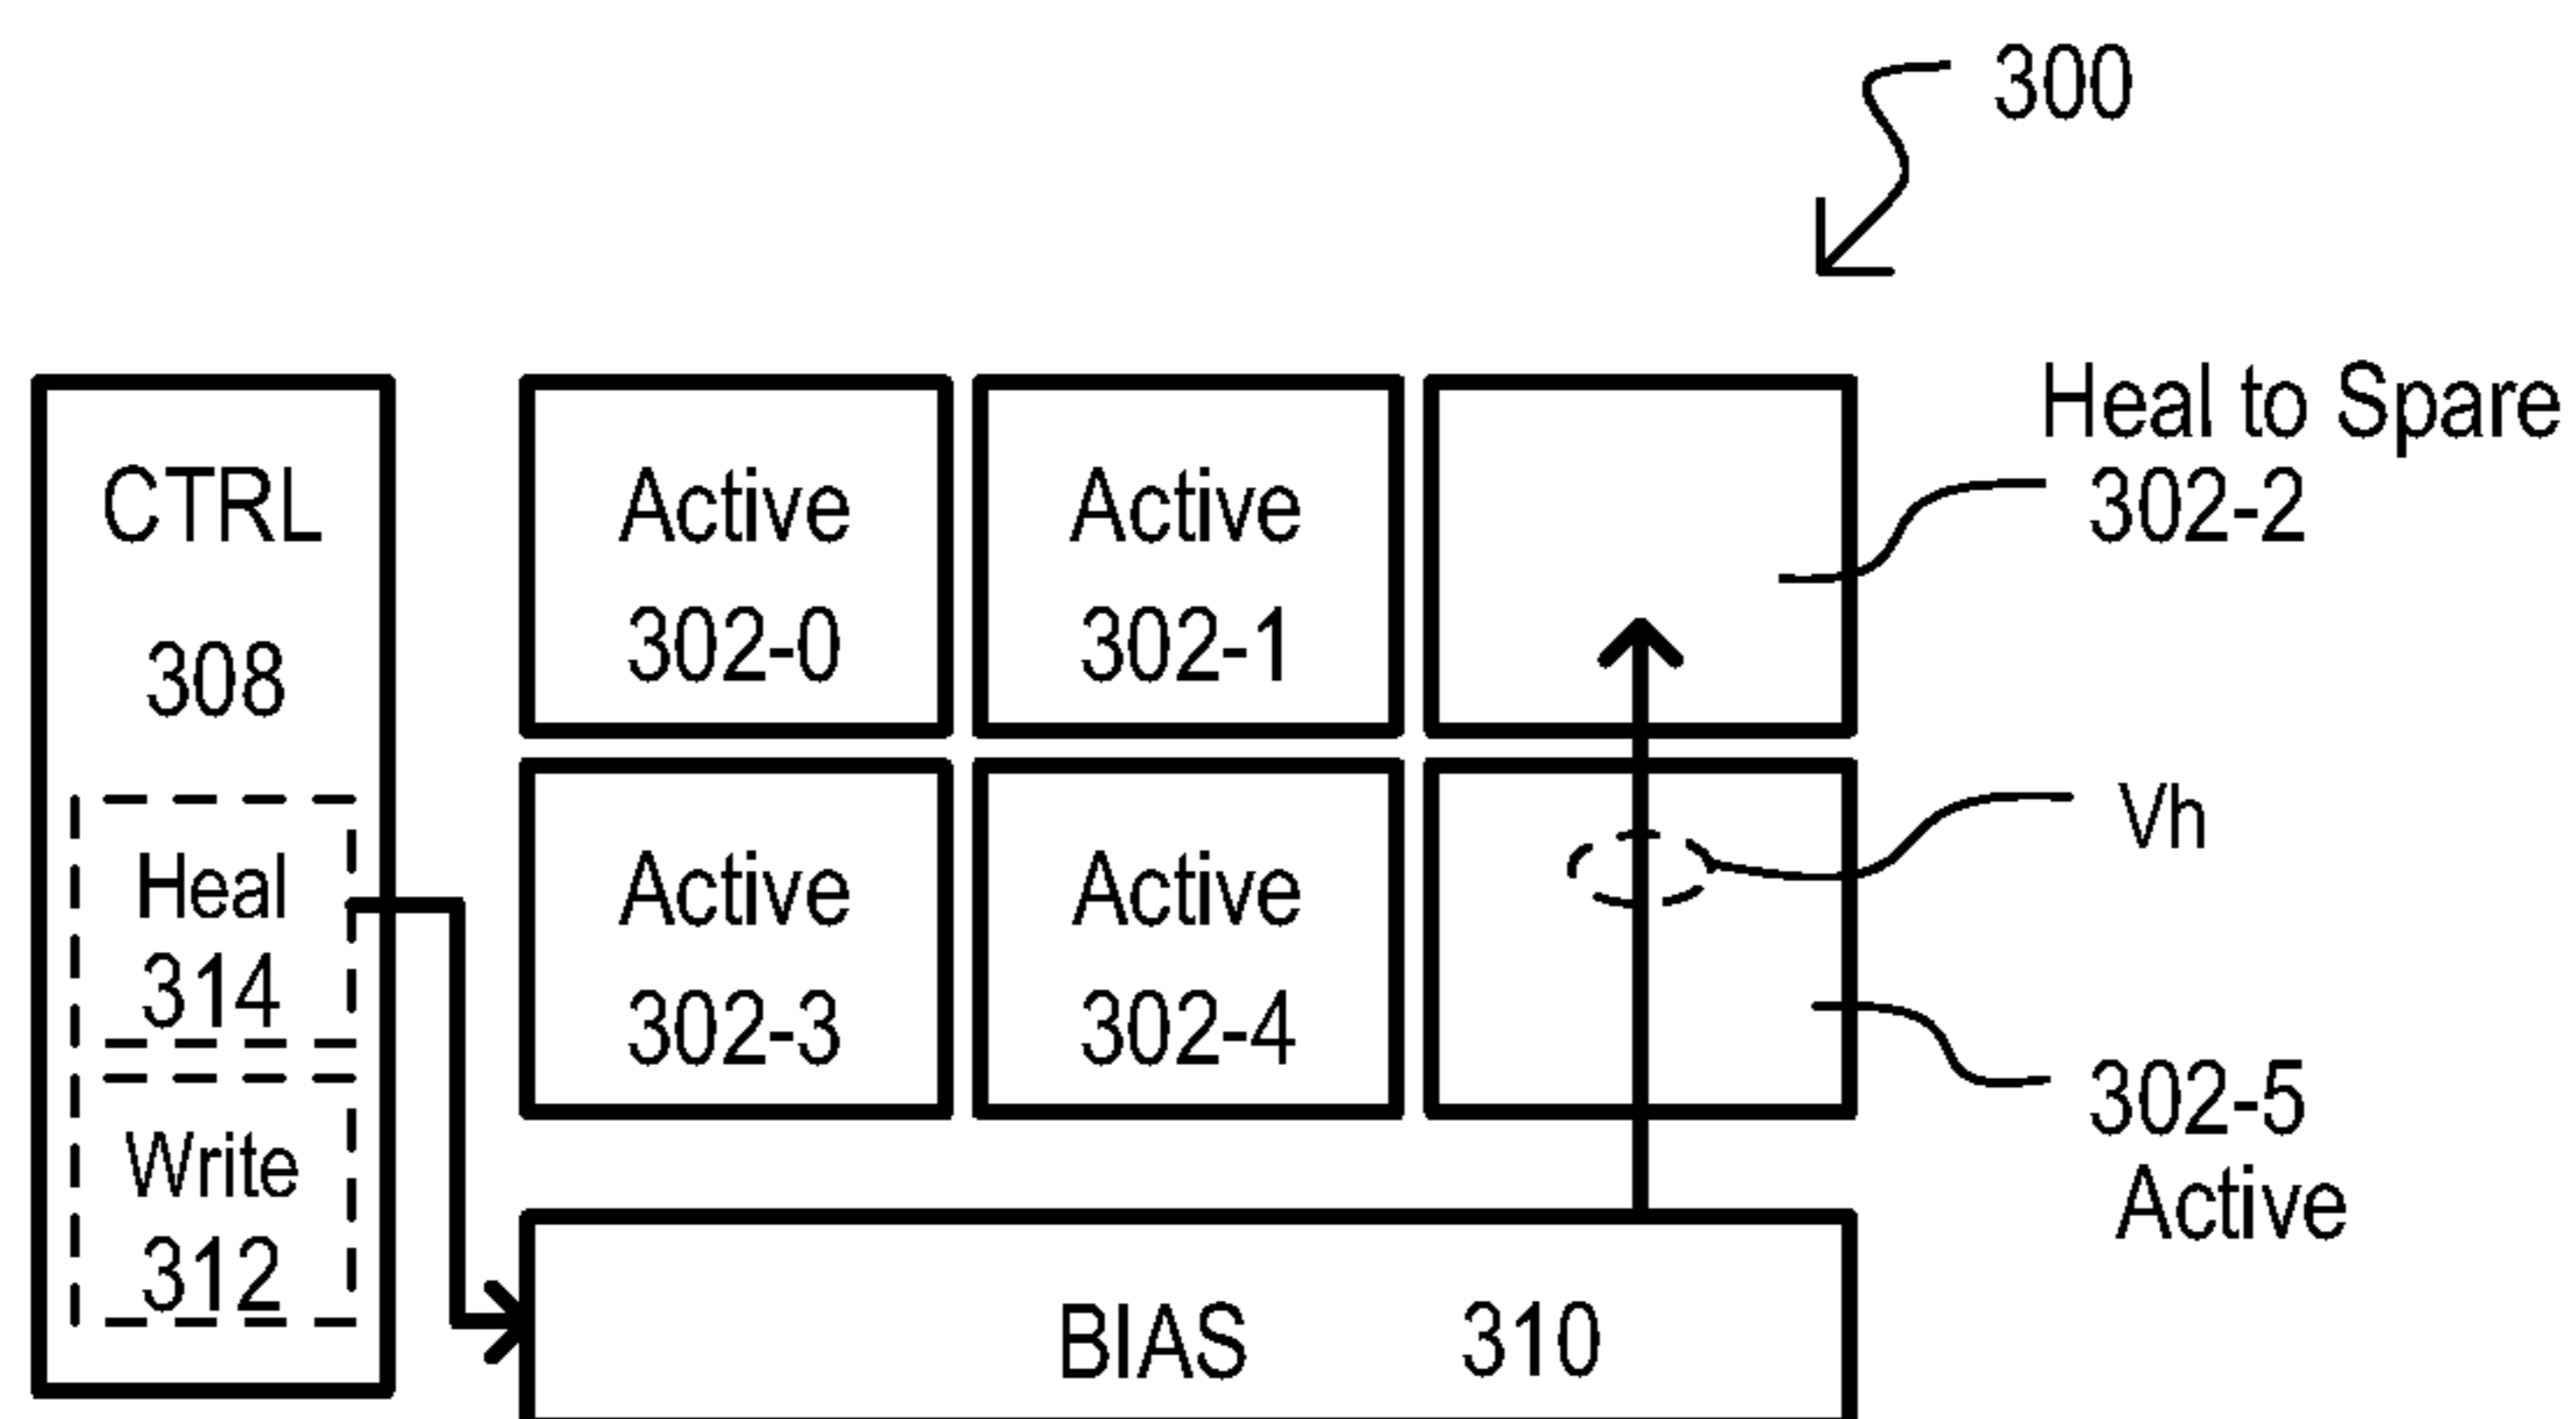 300
CTRL
308
Heal
314
Write
312
Active
302-0
Active
302-1
Heal to Spare
302-2
Active
302-3
Active
302-4
Vh
302-5
Active
BIAS 310